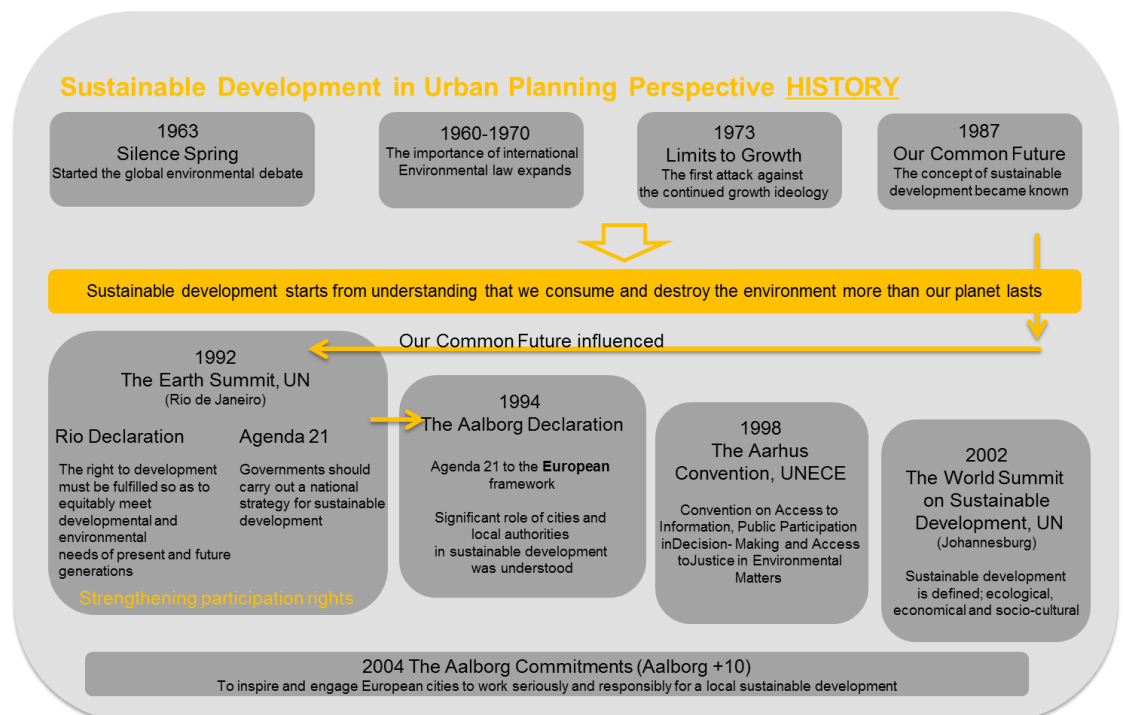 Sustainable Development in Urban Planning Perspective HISTORY
1963
Silence Spring
Started the global environmental debate
1960-1970
The importance of international
Environmental law expands
1973
Limits to Growth
The first attack against
the continued growth ideology
1987
Our Common Future
The concept of sustainable
development became known
Sustainable development starts from understanding that we consume and destroy the environment more than our planet lasts
Our Common Future influenced
1992
The Earth Summit, UN
(Rio de Janeiro)
Rio Declaration
The right to development
must be fulfilled so as to
equitably meet
developmental and
environmental
needs of present and future
generations
Agenda 21
Governments should
carry out a national
strategy for sustainable
development
Strengthening participation rights
1994
The Aalborg Declaration
Agenda 21 to the European
framework
Significant role of cities and
local authorities
in sustainable development
was understood
1998
The Aarhus
Convention, UNECE
Convention on Access to
Information, Public Participation
inDecision- Making and Access
toJustice in Environmental
Matters
2002
The World Summit
on Sustainable
Development, UN
(Johannesburg)
Sustainable development
is defined; ecological,
economical and socio-cultural
2004 The Aalborg Commitments (Aalborg +10)
To inspire and engage European cities to work seriously and responsibly for a local sustainable development